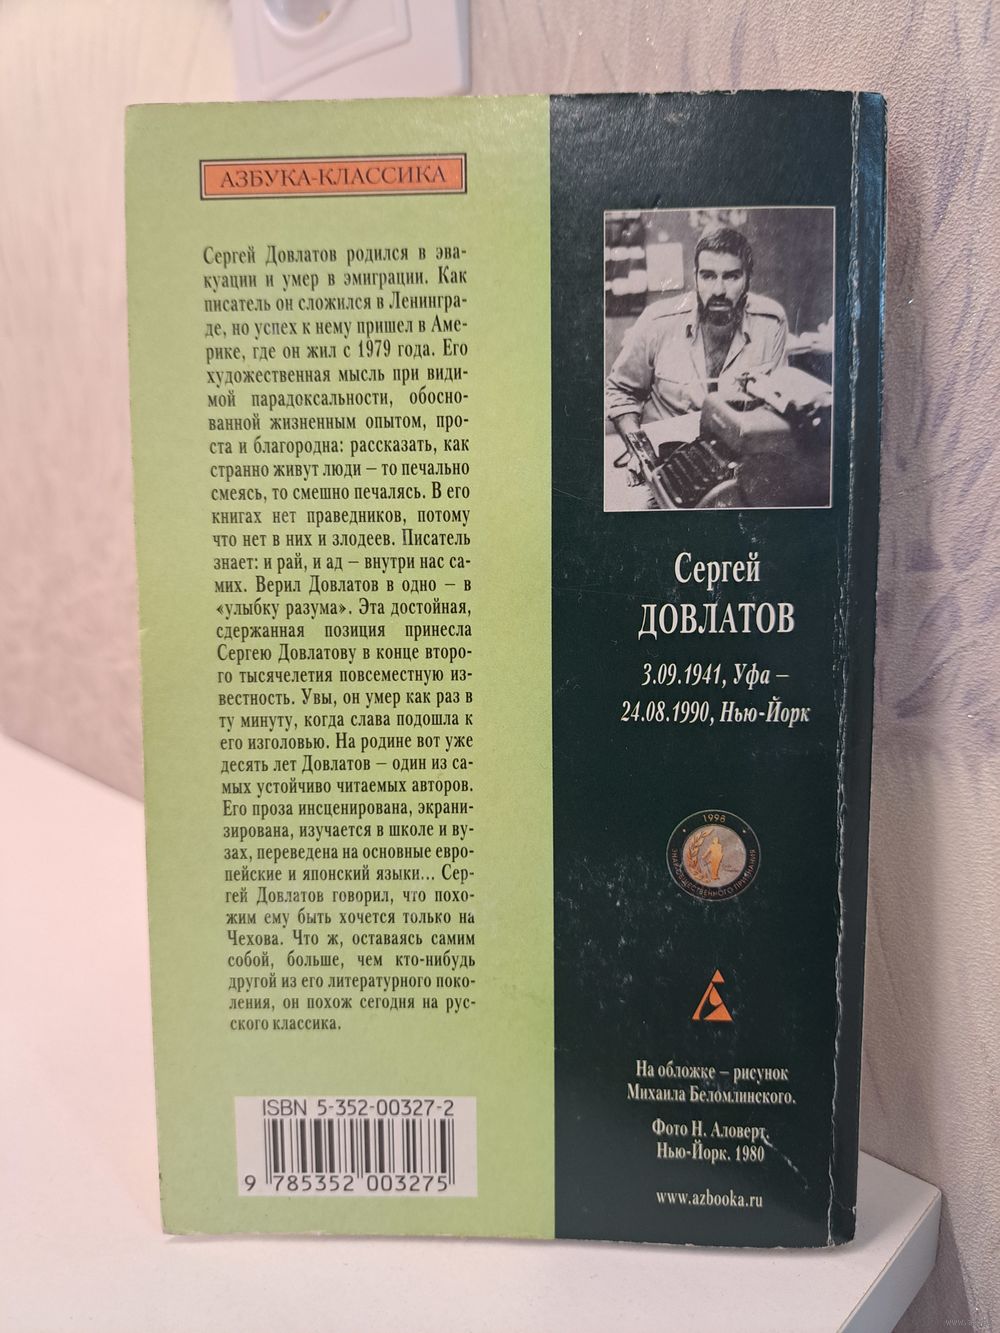 АЗБУКА-КЛАССИКА
Сергей Довлатов родился в эва-
куации и умер в эмиграции. Как
писатель он сложился в Ленингра-
де, но успех к нему пришел в Аме-
рике, где он жил с 1979 года. Его
художественная мысль при види-
мой парадоксальности, обосно-
ванной жизненным опытом, про-
ста и благородна: рассказать, как
странно живут люди – то печально
смеясь, то смешно печалясь. В его
книгах нет праведников, потому
что нет в них и злодеев. Писатель
знает: и рай, и ад – внутри нас са-
мих. Верил Довлатов в одно – в
«улыбку разума». Эта достойная,
сдержанная позиция принесла
Сергею Довлатову в конце второ-
го тысячелетия повсеместную из-
вестность. Увы, он умер как раз в
ту минуту, когда слава подошла к
его изголовью. На родине вот уже
десять лет Довлатов – один из са-
мых устойчиво читаемых авторов.
Его проза инсценирована, экрани-
зирована, изучается в школе и ву-
зах, переведена на основные евро-
пейские и японский языки... Сер-
гей Довлатов говорил, что похо-
жим ему быть хочется только на
Чехова. Что ж, оставаясь самим
собой, больше, чем кто-нибудь
другой из его литературного поко-
ления, он похож сегодня на рус-
ского классика.
ISBN 5-352-00327-2
9 785352 003275
Сергей
ДОВЛАТОВ
3.09.1941, Уфа –
24.08.1990, Нью-Йорк
1998
ЗНАК ОБЩЕСТВЕННОГО ПРИЗНАНИЯ
На обложке – рисунок
Михаила Беломлинского.
Фото Н. Аловерт.
Нью-Йорк. 1980
www.azbooka.ru